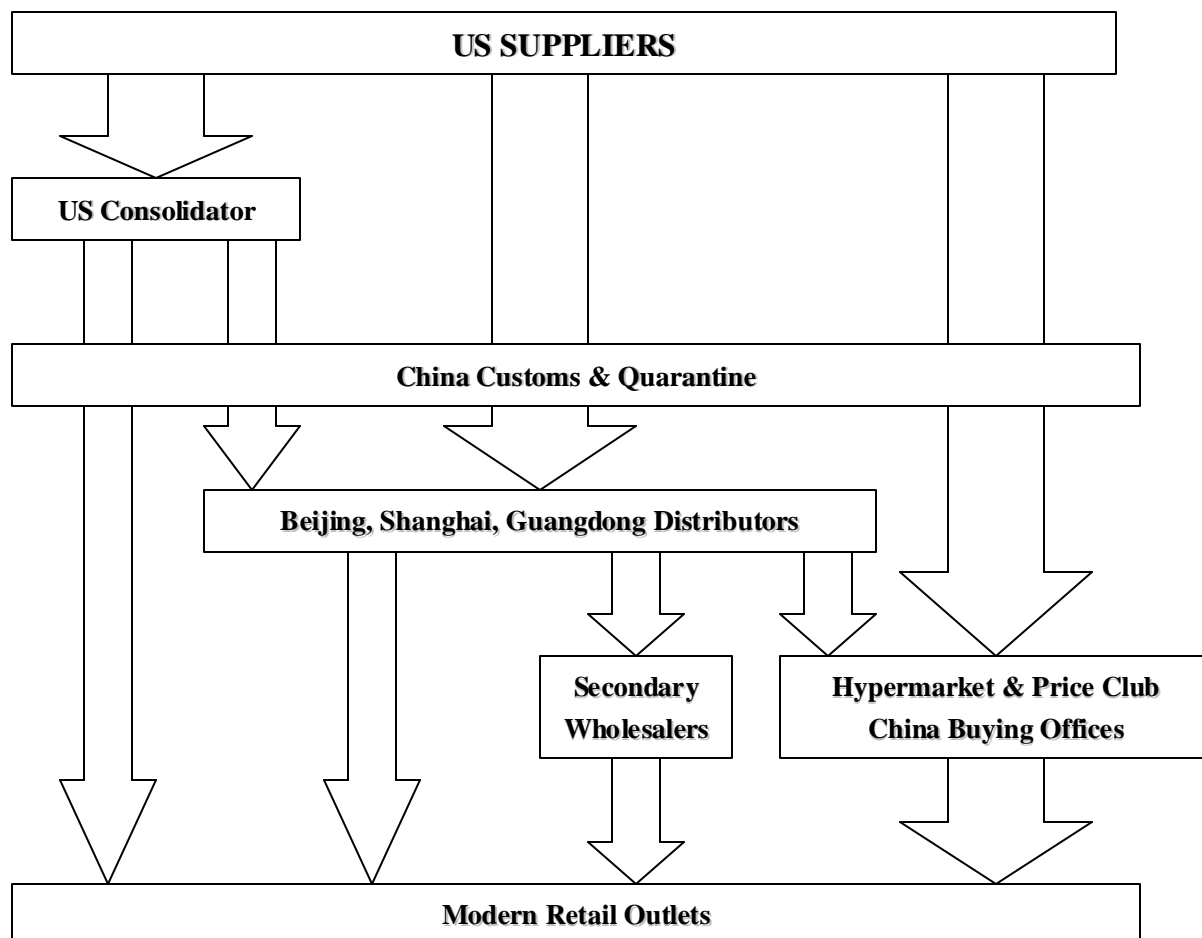 US SUPPLIERS
US Consolidator
China Customs & Quarantine
Beijing, Shanghai, Guangdong Distributors
Secondary
Wholesalers
Hypermarket & Price Club
China Buying Offices
Modern Retail Outlets